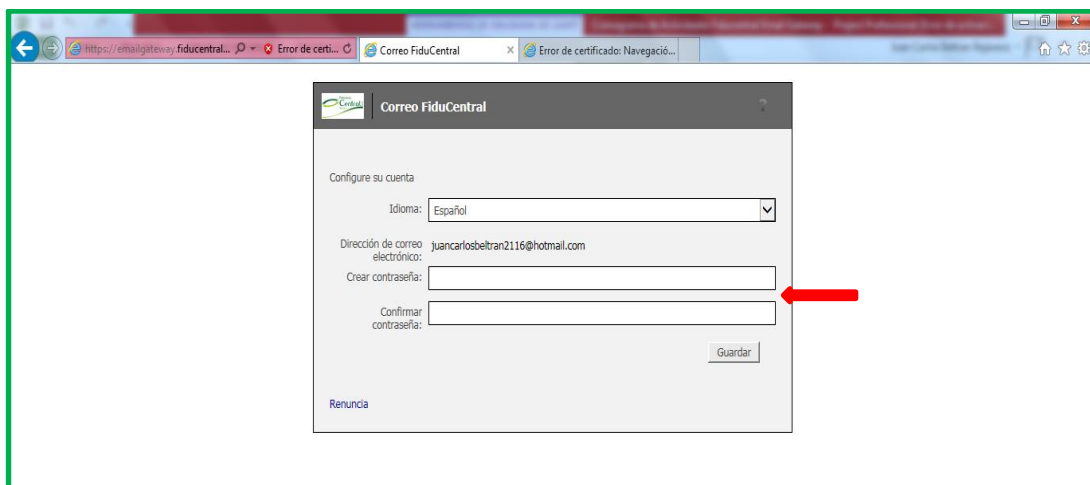 https://emailgateway.fiducentral... Error de certi... Correo FiduCentral Error de certificado: Navegació...
Central
Correo FiduCentral
?
Configure su cuenta
Idioma: Español
Dirección de correo
electrónico: juancarlosbeltran2116@hotmail.com
Crear contraseña:
Confirmar
contraseña:
Guardar
Renuncia